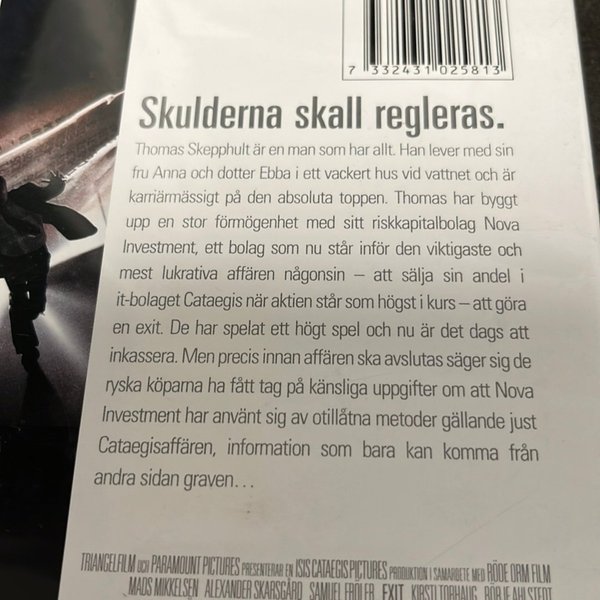 7 332431 025813
Skulderna skall regleras.
Thomas Skepphult är en man som har allt. Han lever med sin
fru Anna och dotter Ebba i ett vackert hus vid vattnet och är
karriärmässigt på den absoluta toppen. Thomas har byggt
upp en stor förmögenhet med sitt riskkapitalbolag Nova
Investment, ett bolag som nu står inför den viktigaste och
mest lukrativa affären någonsin – att sälja sin andel i
it-bolaget Cataegis när aktien står som högst i kurs – att göra
en exit. De har spelat ett högt spel och nu är det dags att
inkassera. Men precis innan affären ska avslutas säger sig de
ryska köparna ha fått tag på känsliga uppgifter om att Nova
Investment har använt sig av otillåtna metoder gällande just
Cataegisaffären, information som bara kan komma från
andra sidan graven…
TRIANGELFILM OCH PARAMOUNT PICTURES PRESENTERAR EN ISIS CATAEGIS PICTURES PRODUKTION I SAMARBETE MED RÖDE ORM FILM
MADS MIKKELSEN ALEXANDER SKARSGÅRD SAMUEL FRÖLER EXIT KIRSTI TORHAUG BÖRJE AHLSTEDT